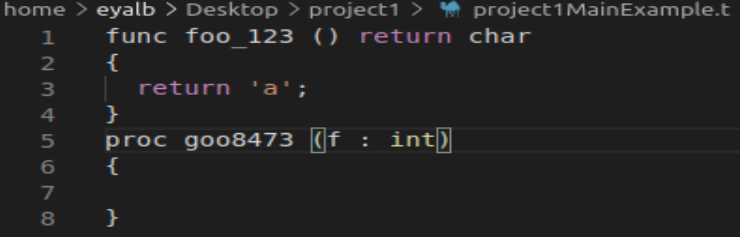 home > eyalb > Desktop > project1 > project1MainExample.t
1 func foo_123 () return char
2 {
3 return 'a';
4 }
5 proc goo8473 (f : int)
6 {
7
8 }